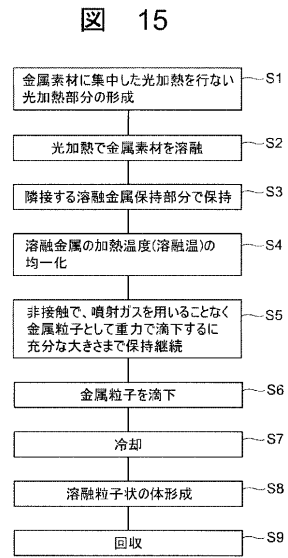 図 15
金属素材に集中した光加熱を行ない
光加熱部分の形成
S1
光加熱で金属素材を溶融
S2
隣接する溶融金属保持部分で保持
S3
溶融金属の加熱温度(溶融温)の
均一化
S4
非接触で、噴射ガスを用いることなく
金属粒子として重力で滴下するに
充分な大きさまで保持継続
S5
金属粒子を滴下
S6
冷却
S7
溶融粒子状の体形成
S8
回収
S9